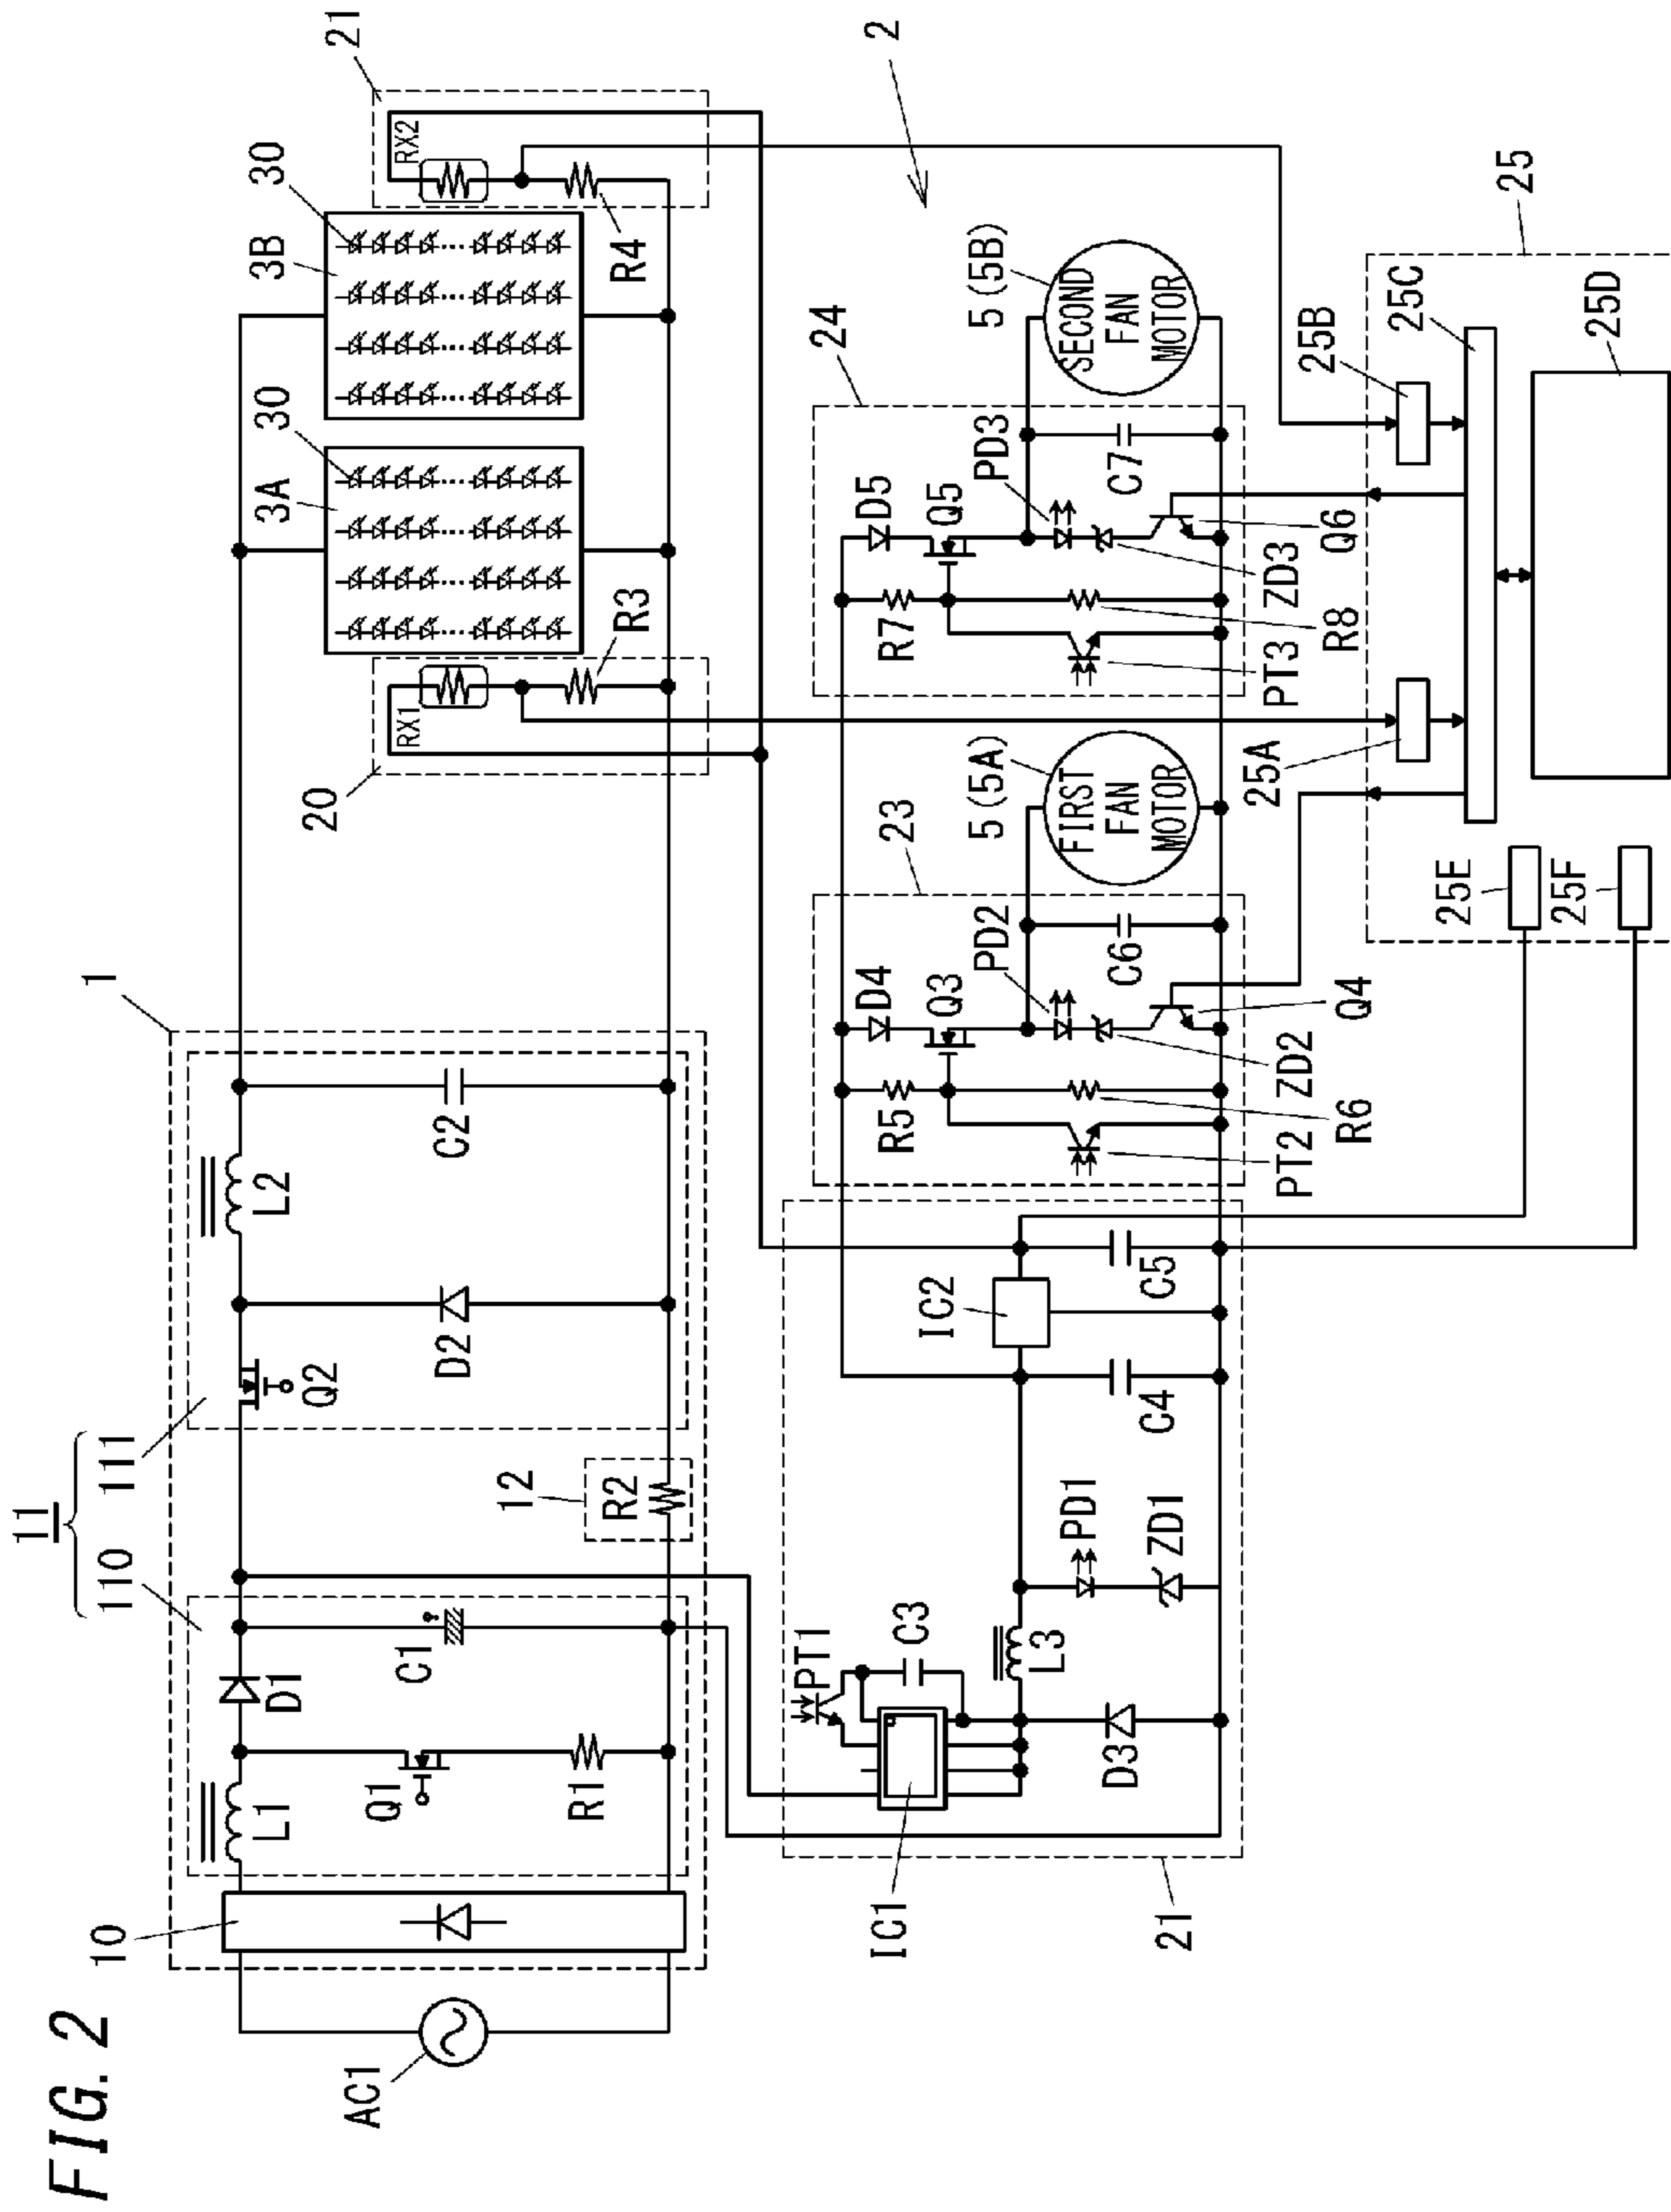 FIG. 2
11
110
111
1
10
AC1
L1
D1
Q1
R1
C1
12
R2
Q2
D2
L2
C2
20
RX1
R3
3A
30
3B
30
RX2
R4
21
2
21
IC1
PT1
C3
D3
L3
PD1
ZD1
C4
IC2
C5
23
R5
D4
Q3
PD2
C6
PT2
R6
ZD2
Q4
5(5A)
FIRST
FAN
MOTOR
24
R7
D5
Q5
PD3
C7
PT3
R8
ZD3
Q6
5(5B)
SECOND
FAN
MOTOR
25
25A
25B
25C
25D
25E
25F